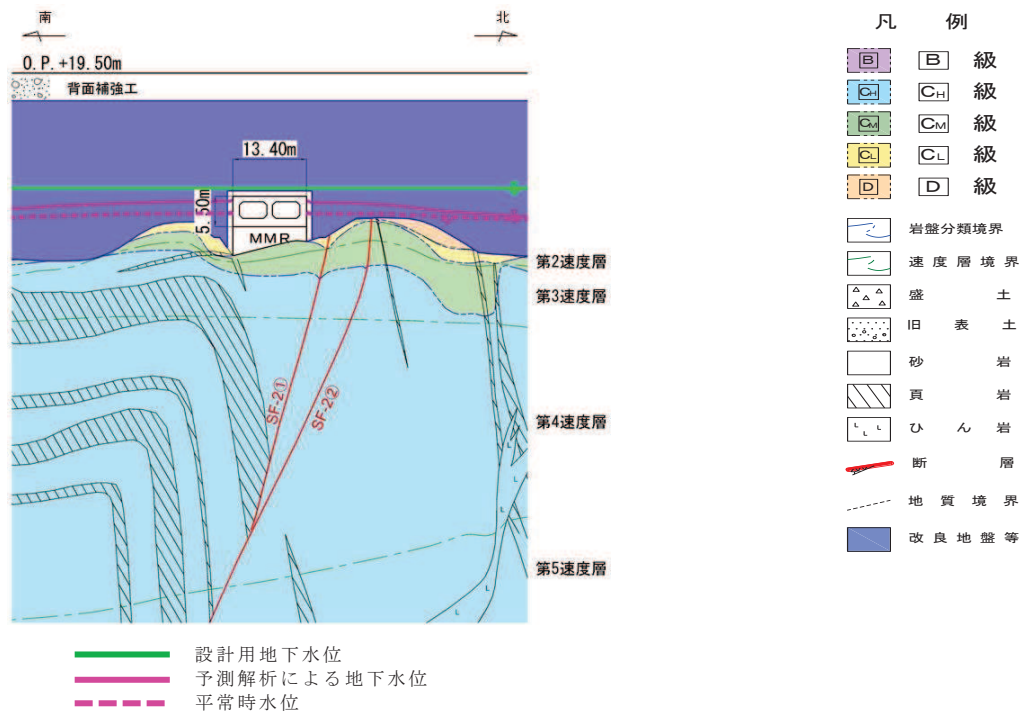 南
北
O.P.+19.50m
背面補強工
13.40m
5.50m
MMR
第2速度層
第3速度層
SF-2①
SF-2②
第4速度層
第5速度層
L
L
L
L
設計用地下水位
予測解析による地下水位
平常時水位
凡 例
B B 級
CH CH 級
CM CM 級
CL CL 級
D D 級
岩盤分類境界
速度層境界
盛土
旧表土
砂岩
頁岩
L L L ひん岩
断層
地質境界
改良地盤等